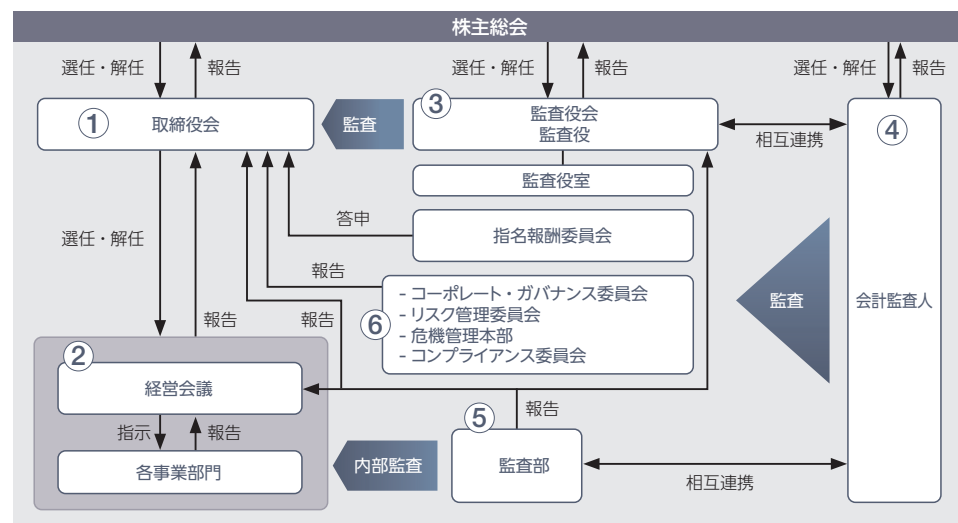 株主総会
選任・解任
報告
選任・解任
報告
選任・解任
報告
①
取締役会
監査
③
監査役会
監査役
相互連携
④
会計監査人
監査役室
答申
指名報酬委員会
選任・解任
報告
報告
報告
⑥
- コーポレート・ガバナンス委員会
- リスク管理委員会
- 危機管理本部
- コンプライアンス委員会
監査
②
経営会議
指示
報告
各事業部門
内部監査
⑤
監査部
報告
相互連携